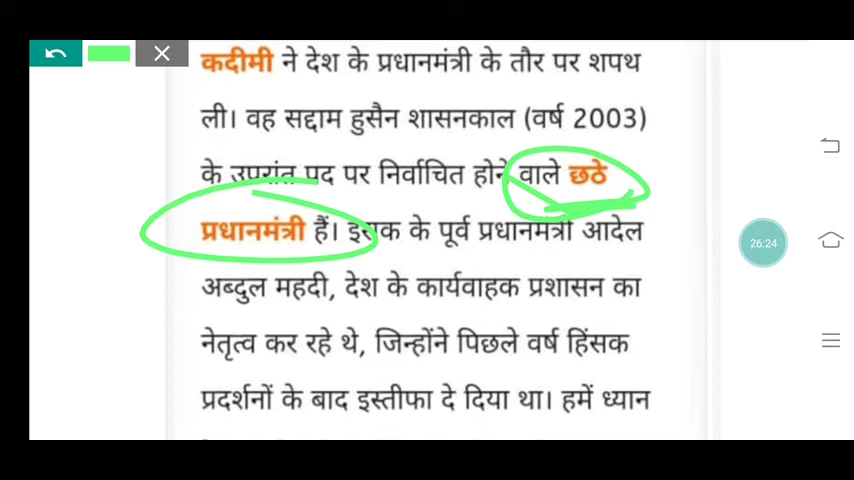 कदीमी ने देश के प्रधानमंत्री के तौर पर शपथ
ली। वह सद्दाम हुसैन शासनकाल (वर्ष 2003)
के उपरांत पद पर निर्वाचित होने वाले छठे
प्रधानमंत्री हैं। इराक के पूर्व प्रधानमंत्री आदेल
अब्दुल महदी, देश के कार्यवाहक प्रशासन का
नेतृत्व कर रहे थे, जिन्होंने पिछले वर्ष हिंसक
प्रदर्शनों के बाद इस्तीफा दे दिया था। हमें ध्यान
26:24